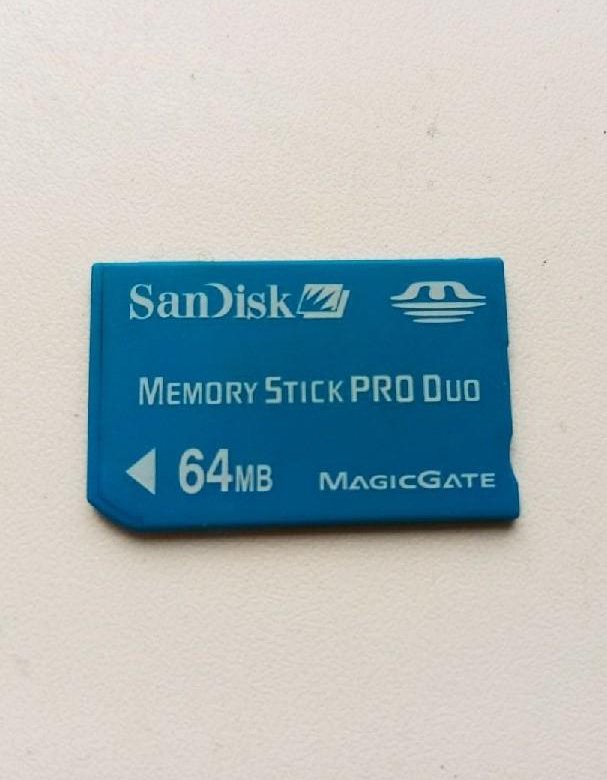 SanDisk
MEMORY STICK PRO DUO
64MB MAGICGATE